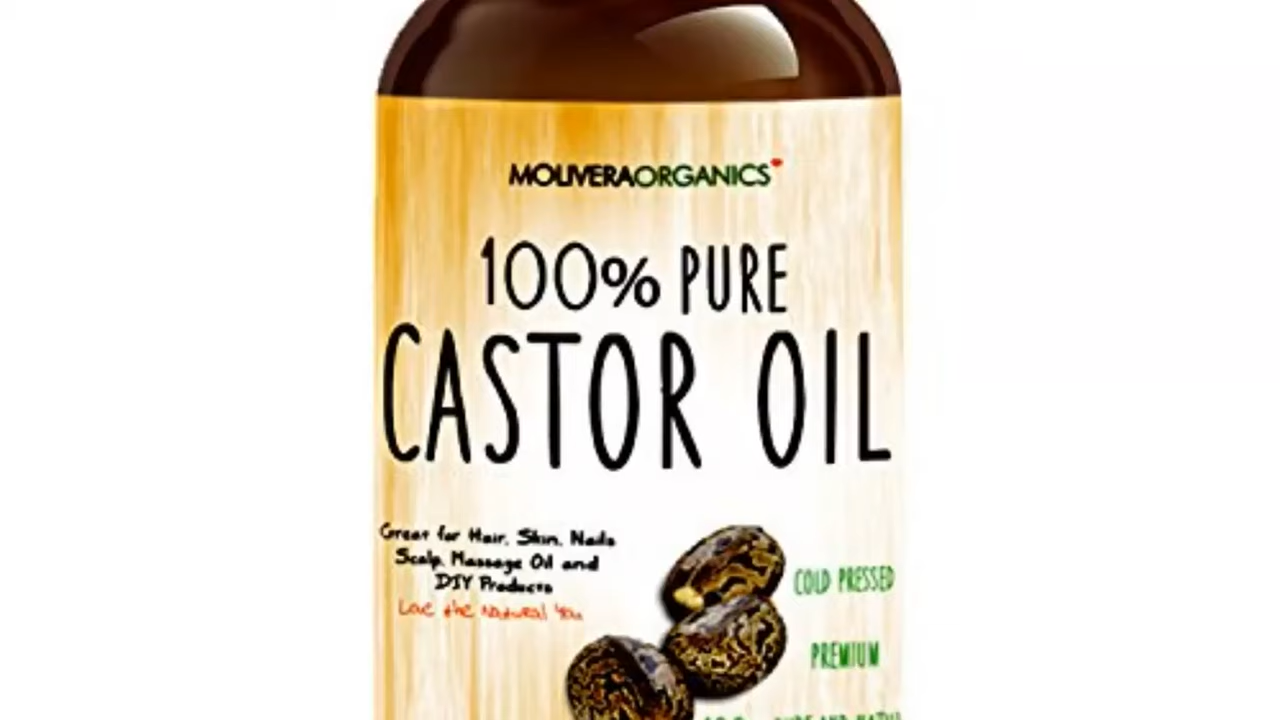 MOLIVERAORGANICS
100% PURE
CASTOR OIL
Great for Hair, Skin, Nails
Scalp, Massage Oil and
DIY Products
Love the Natural You
COLD PRESSED
PREMIUM